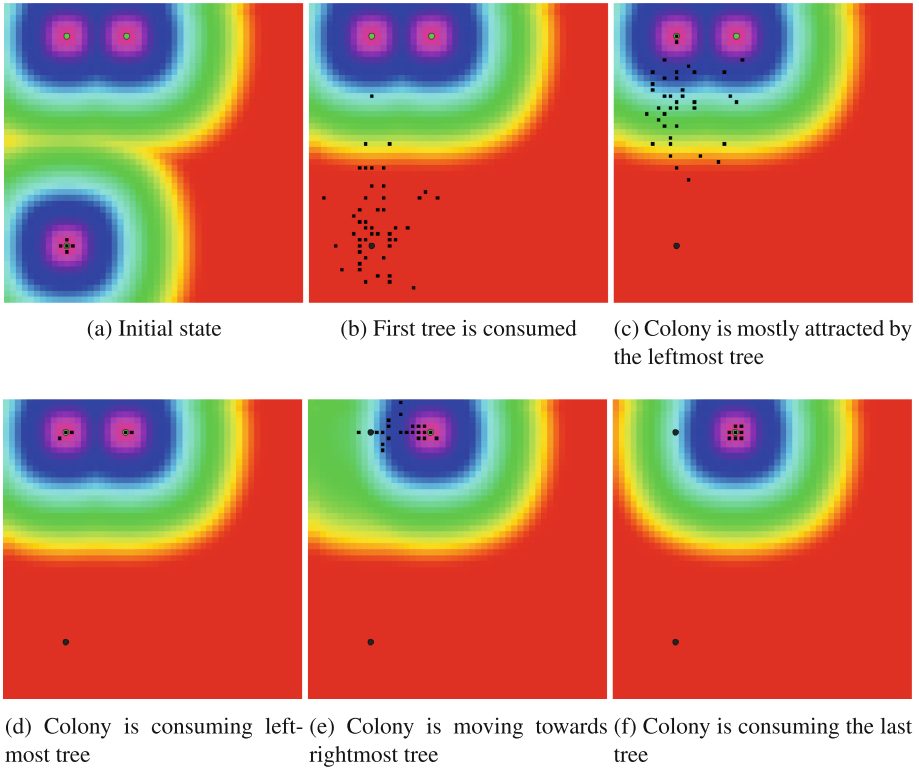 (a) Initial state
(b) First tree is consumed
(c) Colony is mostly attracted by
the leftmost tree
(d) Colony is consuming left-
most tree
(e) Colony is moving towards
rightmost tree
(f) Colony is consuming the last
tree